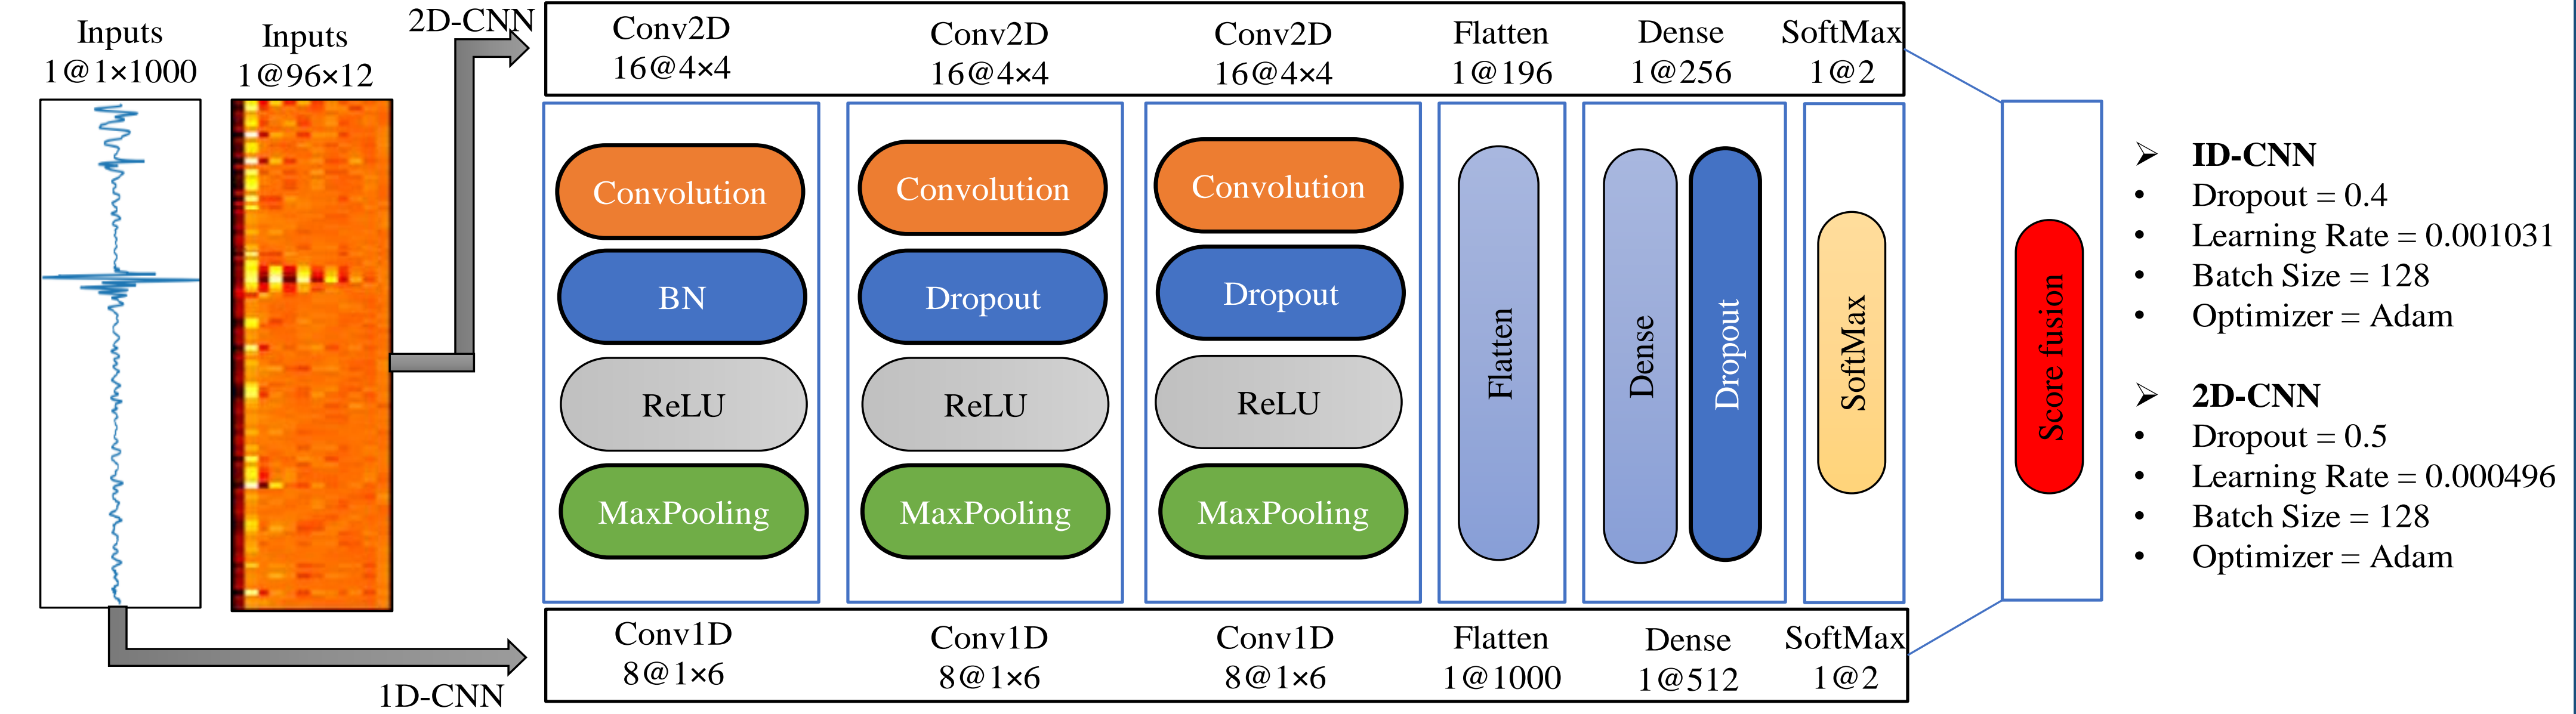 Inputs
1@1×1000
Inputs
1@96×12
2D-CNN
Conv2D
16@4×4
Conv2D
16@4×4
Conv2D
16@4×4
Flatten
1@196
Dense
1@256
SoftMax
1@2
Convolution
BN
ReLU
MaxPooling
Convolution
Dropout
ReLU
MaxPooling
Convolution
Dropout
ReLU
MaxPooling
Flatten
Dense
Dropout
SoftMax
Score fusion
1D-CNN
Conv1D
8@1×6
Conv1D
8@1×6
Conv1D
8@1×6
Flatten
1@1000
Dense
1@512
SoftMax
1@2
➢ ID-CNN
• Dropout = 0.4
• Learning Rate = 0.001031
• Batch Size = 128
• Optimizer = Adam
➢ 2D-CNN
• Dropout = 0.5
• Learning Rate = 0.000496
• Batch Size = 128
• Optimizer = Adam